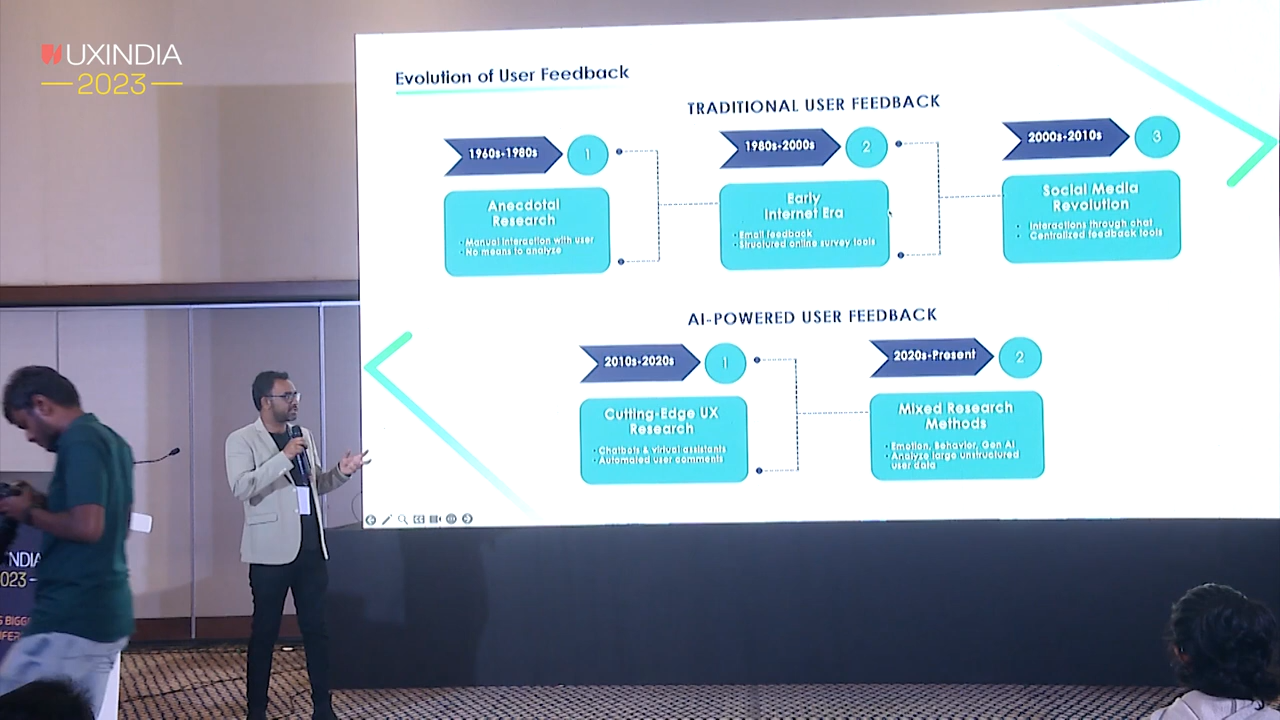 UXINDIA
2023
Evolution of User Feedback
TRADITIONAL USER FEEDBACK
1960s-1980s
1
Anecdotal
Research
• Manual interaction with user
• No means to analyze
1980s-2000s
2
Early
Internet Era
• Email feedback
• Structured online survey tools
2000s-2010s
3
Social Media
Revolution
• Interactions through chat
• Centralized feedback tools
AI-POWERED USER FEEDBACK
2010s-2020s
1
Cutting-Edge UX
Research
• Chatbots & virtual assistants
• Automated user comments
2020s-Present
2
Mixed Research
Methods
• Emotion, Behavior, Gen AI
• Analyze large unstructured
user data
NDIA
023